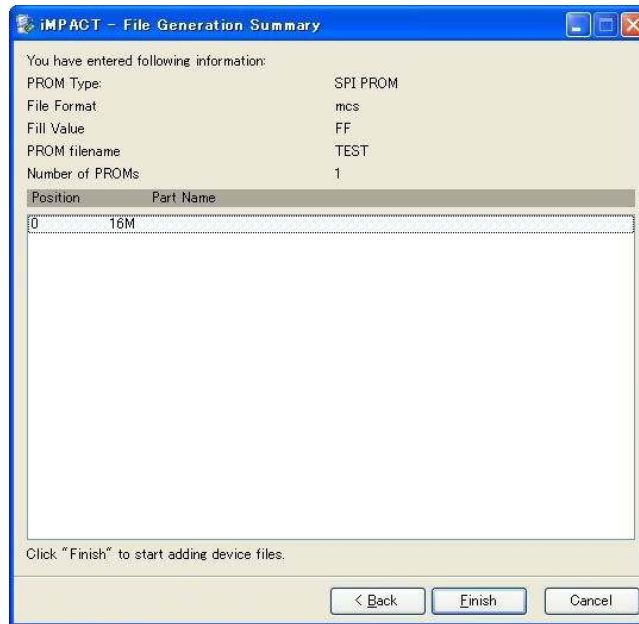 iMPACT - File Generation Summary
You have entered following information:
PROM Type: SPI PROM
File Format mcs
Fill Value FF
PROM filename TEST
Number of PROMs 1
Position Part Name
0 16M
Click "Finish" to start adding device files.
< Back Finish Cancel